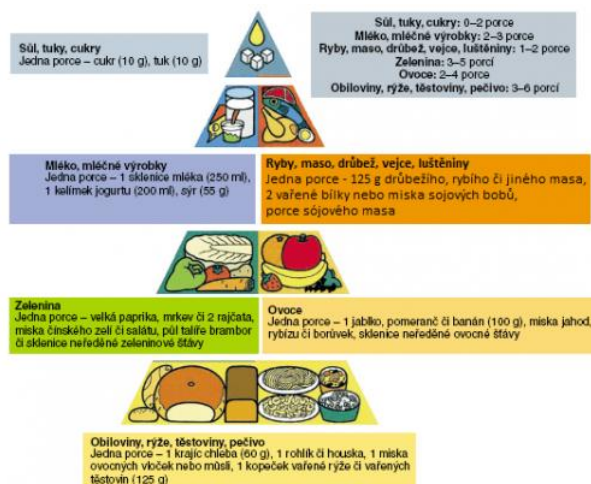 Sůl, tuky, cukry
Jedna porce – cukr (10 g), tuk (10 g)
Sůl, tuky, cukry: 0–2 porce
Mléko, mléčné výrobky: 2–3 porce
Ryby, maso, drůbež, vejce, luštěniny: 1–2 porce
Zelenina: 3–5 porcí
Ovoce: 2–4 porce
Obiloviny, rýže, těstoviny, pečivo: 3–6 porcí
Mléko, mléčné výrobky
Jedna porce – 1 sklenice mléka (250 ml),
1 kelímek jogurtu (200 ml), sýr (55 g)
Ryby, maso, drůbež, vejce, luštěniny
Jedna porce - 125 g drůbežího, rybího či jiného masa,
2 vařené bílky nebo miska sojových bobů,
porce sójového masa
Zelenina
Jedna porce – velká paprika, mrkev či 2 rajčata,
miska čínského zelí či salátu, půl talíře brambor
či sklenice neředěné zeleninové šťávy
Ovoce
Jedna porce – 1 jablko, pomeranč či banán (100 g), miska jahod,
rybízu či borůvek, sklenice neředěné ovocné šťávy
Obiloviny, rýže, těstoviny, pečivo
Jedna porce – 1 krajíc chleba (60 g), 1 rohlík či houska, 1 miska
ovocných vloček nebo műsli, 1 kopeček vařené rýže či vařených
těstovin (125 g)